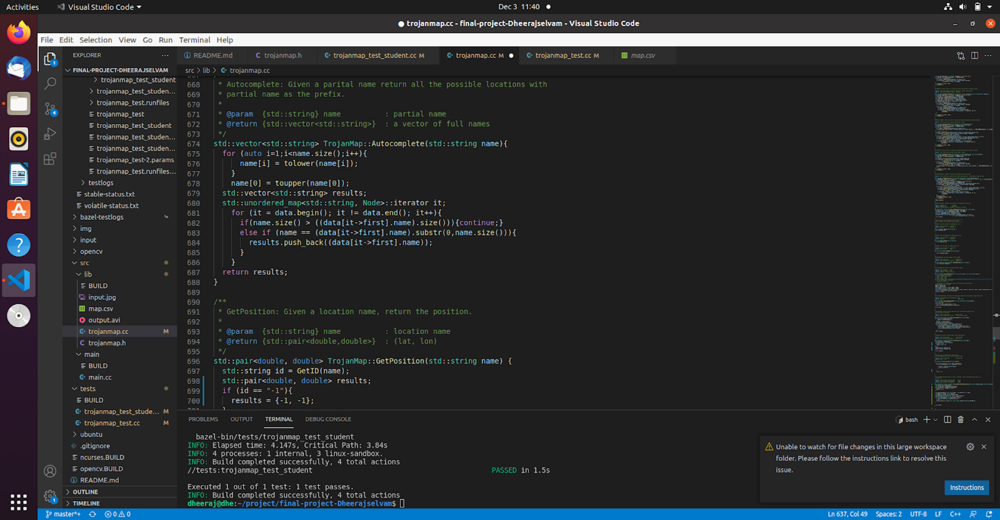 Activities
Visual Studio Code
Dec 3 11:40
trojanmap.cc - final-project-Dheerajselvam - Visual Studio Code
File Edit Selection View Go Run Terminal Help
EXPLORER
README.md
trojanmap.h
trojanmap_test_student.cc M
trojanmap.cc M
trojanmap_test.cc M
map.csv
FINAL-PROJECT-DHEERAJSELVAM
src > lib > trojanmap.cc
trojanmap_test_student
trojanmap_test_studen...
trojanmap_test.runfiles
trojanmap_test
trojanmap_test_student
trojanmap_test_studen...
trojanmap_test_studen...
trojanmap_test-2.params
trojanmap_test.runfiles...
testlogs
stable-status.txt
volatile-status.txt
bazel-testlogs
img
input
opencv
src
lib
BUILD
input.jpg
map.csv
output.avi
trojanmap.cc M
trojanmap.h
main
BUILD
main.cc
tests
BUILD
trojanmap_test_stude... M
trojanmap_test.cc M
ubuntu
.gitignore
ncurses.BUILD
opencv.BUILD
README.md
OUTLINE
TIMELINE
1
4
1
668 * Autocomplete: Given a parital name return all the possible locations with
669 * partial name as the prefix.
670 *
671 * @param {std::string} name : partial name
672 * @return {std::vector<std::string>} : a vector of full names
673 */
674 std::vector<std::string> TrojanMap::Autocomplete(std::string name){
675 for (auto i=1;i<name.size();i++){
676 name[i] = tolower(name[i]);
677 }
678 name[0] = toupper(name[0]);
679 std::vector<std::string> results;
680 std::unordered_map<std::string, Node>::iterator it;
681 for (it = data.begin(); it != data.end(); it++){
682 if(name.size() > ((data[it->first].name).size())){continue;}
683 else if (name == (data[it->first].name).substr(0,name.size())){
684 results.push_back((data[it->first].name));
685 }
686 }
687 return results;
688 }
689
690 /**
691 * GetPosition: Given a location name, return the position.
692 *
693 * @param {std::string} name : location name
694 * @return {std::pair<double,double>} : (lat, lon)
695 */
696 std::pair<double, double> TrojanMap::GetPosition(std::string name) {
697 std::string id = GetID(name);
698 std::pair<double, double> results;
699 if (id == "-1"){
700 results = {-1, -1};
PROBLEMS OUTPUT TERMINAL DEBUG CONSOLE
bash
bazel-bin/tests/trojanmap_test_student
INFO: Elapsed time: 4.147s, Critical Path: 3.84s
INFO: 4 processes: 1 internal, 3 linux-sandbox.
INFO: Build completed successfully, 4 total actions
//tests:trojanmap_test_student PASSED in 1.5s
Executed 1 out of 1 test: 1 test passes.
INFO: Build completed successfully, 4 total actions
dheeraj@dhe:~/project/final-project-Dheerajselvam$
Unable to watch for file changes in this large workspace
folder. Please follow the instructions link to resolve this
issue.
Instructions
master*+
0 0
Ln 637, Col 49 Spaces: 2 UTF-8 LF C++